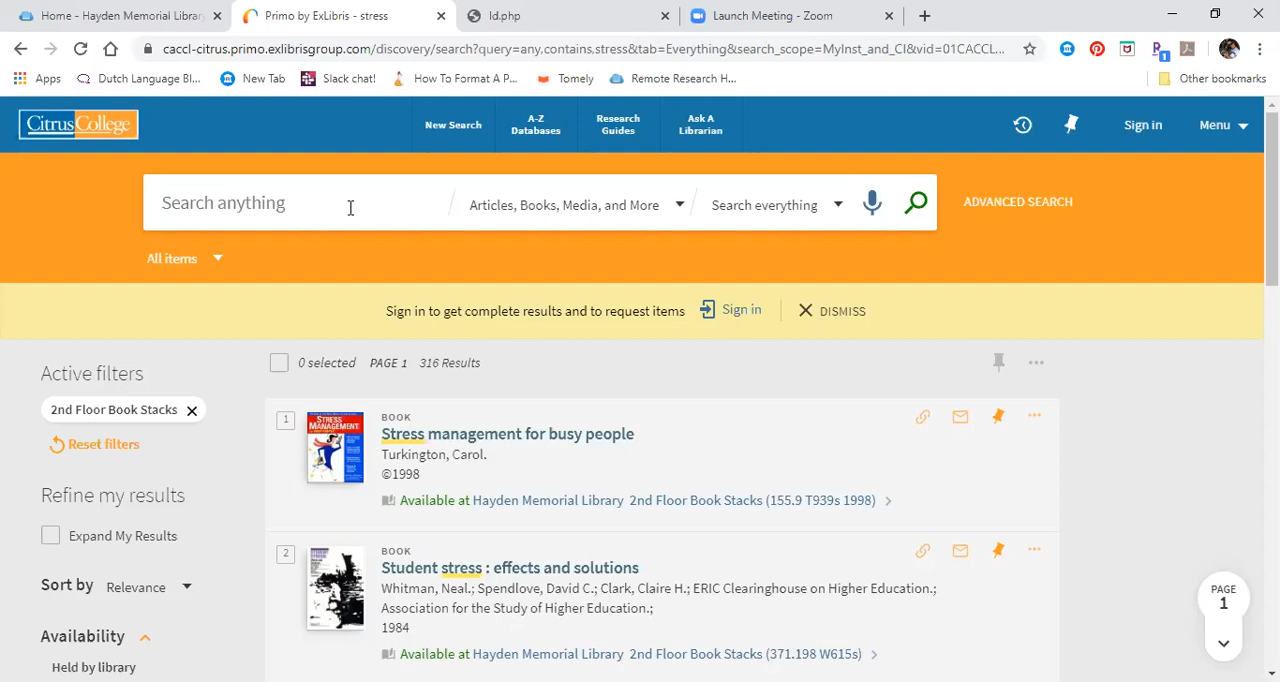 Home - Hayden Memorial Library
Primo by ExLibris - stress
Id.php
Launch Meeting - Zoom
caccl-citrus.primo.exlibrisgroup.com/discovery/search?query=any,contains,stress&tab=Everything&search_scope=MyInst_and_CI&vid=01CACCL...
Apps
Dutch Language Bl...
New Tab
Slack chat!
How To Format A P...
Tomely
Remote Research H...
Other bookmarks
CitrusCollege
New Search
A-Z
Databases
Research
Guides
Ask A
Librarian
Sign in
Menu
Search anything
Articles, Books, Media, and More
Search everything
ADVANCED SEARCH
All items
Sign in to get complete results and to request items
Sign in
DISMISS
Active filters
2nd Floor Book Stacks
Reset filters
Refine my results
Expand My Results
Sort by Relevance
Availability
Held by library
0 selected PAGE 1 316 Results
1
STRESS
MANAGEMENT
BOOK
Stress management for busy people
Turkington, Carol.
©1998
Available at Hayden Memorial Library 2nd Floor Book Stacks (155.9 T939s 1998)
2
BOOK
Student stress : effects and solutions
Whitman, Neal.; Spendlove, David C.; Clark, Claire H.; ERIC Clearinghouse on Higher Education.;
Association for the Study of Higher Education.;
1984
Available at Hayden Memorial Library 2nd Floor Book Stacks (371.198 W615s)
PAGE
1